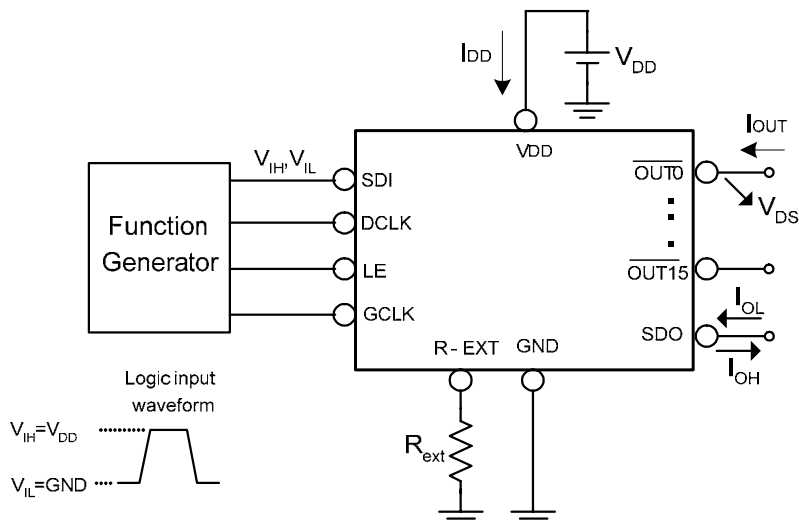 IDD
VDD
VDD
IOUT
VIH, VIL
SDI
OUT0
VDS
Function
Generator
DCLK
LE
OUT15
GCLK
IOL
SDO
IOH
R-EXT
GND
Logic input
waveform
VIH=VDD
Rext
VIL=GND